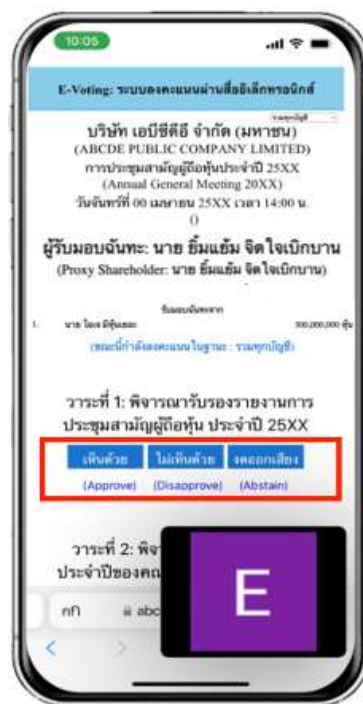 10:05
E-Voting: ระบบลงคะแนนผ่านสื่ออิเล็กทรอนิกส์
รวมทุกบัญชี
บริษัท เอบีซีดีอี จำกัด (มหาชน)
(ABCDE PUBLIC COMPANY LIMITED)
การประชุมสามัญผู้ถือหุ้นประจำปี 25XX
(Annual General Meeting 20XX)
วันจันทร์ที่ 00 เมษายน 25XX เวลา 14:00 น.
()
ผู้รับมอบฉันทะ: นาย ยิ้มแย้ม จิตใจเบิกบาน
(Proxy Shareholder: นาย ยิ้มแย้ม จิตใจเบิกบาน)
รับมอบฉันทะจาก
1. นาย โลเล มีหุ้นเยอะ 300,000,000 หุ้น
(ขณะนี้กำลังลงคะแนนในฐานะ : รวมทุกบัญชี)
วาระที่ 1: พิจารณารับรองรายงานการ
ประชุมสามัญผู้ถือหุ้น ประจำปี 25XX
เห็นด้วย ไม่เห็นด้วย งดออกเสียง
(Approve) (Disapprove) (Abstain)
วาระที่ 2: พิจา
ประจำปีของคณ
กก abc
E